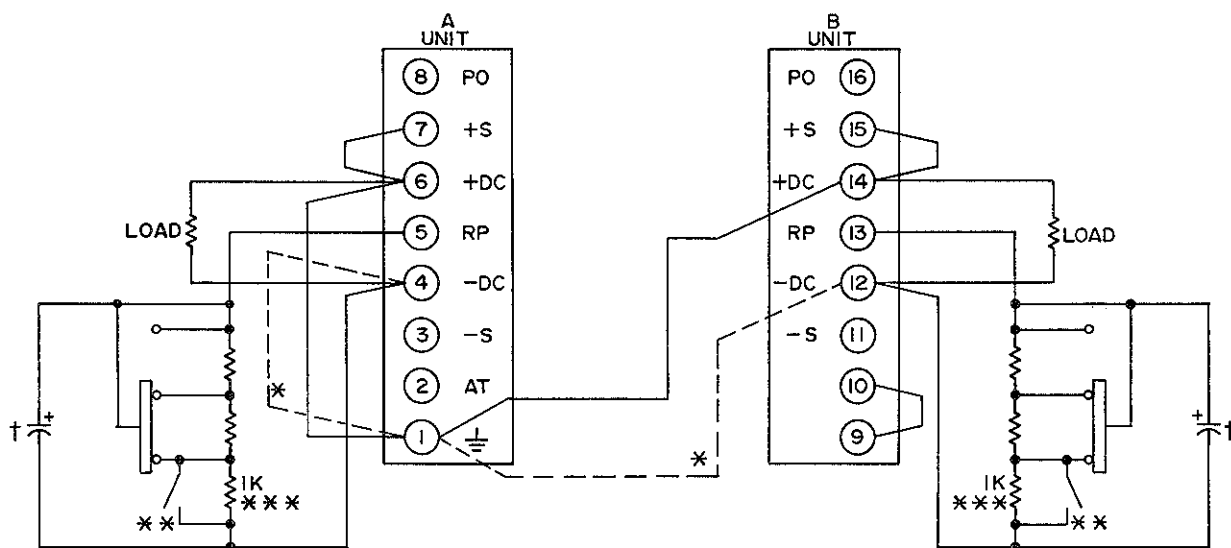 A
UNIT
8 PO
7 +S
6 +DC
5 RP
4 -DC
3 -S
2 AT
1
LOAD
*
†
+
1K
***
**
B
UNIT
PO 16
+S 15
+DC 14
RP 13
-DC 12
-S 11
10
9
LOAD
*
1K
***
**
+
†